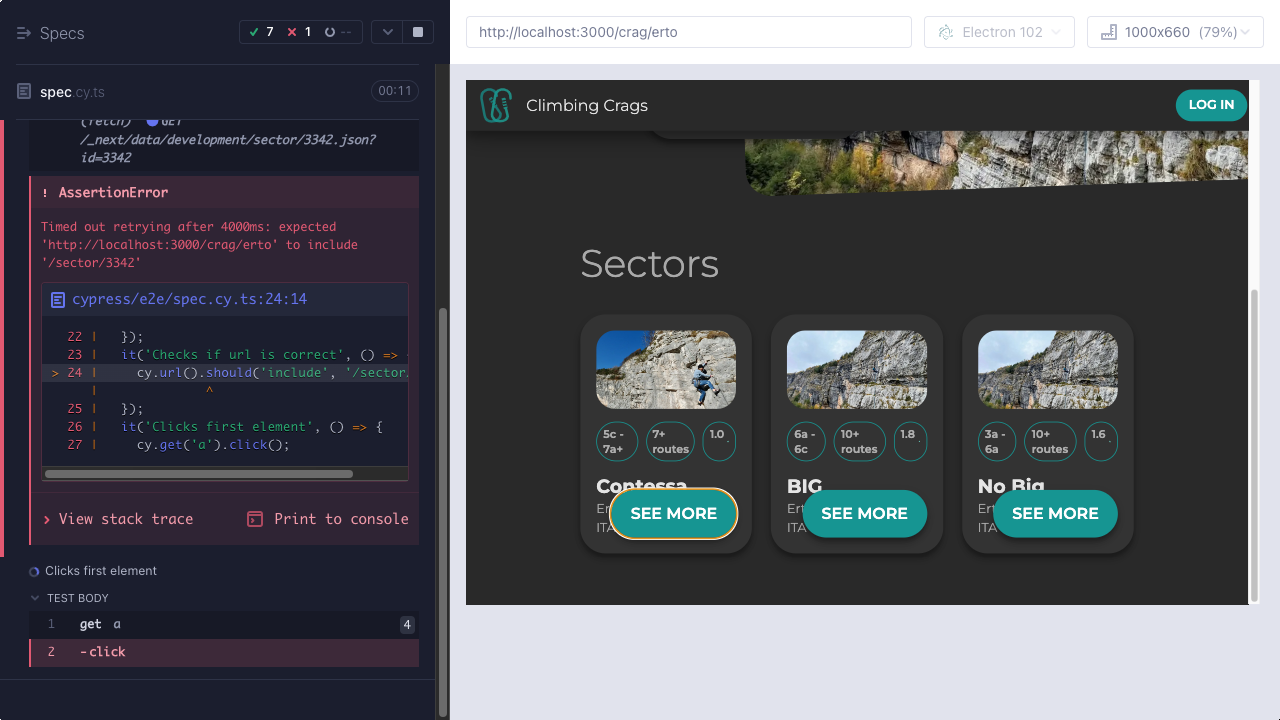 Specs
7
1
--
http://localhost:3000/crag/erto
Electron 102
1000x660 (79%)
spec.cy.ts
00:11
(fetch) GET
/_next/data/development/sector/3342.json?
id=3342
! AssertionError
Timed out retrying after 4000ms: expected
'http://localhost:3000/crag/erto' to include
'/sector/3342'
cypress/e2e/spec.cy.ts:24:14
22 | });
23 | it('Checks if url is correct', () =>
> 24 | cy.url().should('include', '/sector.
| ^
25 | });
26 | it('Clicks first element', () => {
27 | cy.get('a').click();
View stack trace
Print to console
Clicks first element
TEST BODY
1 get a 4
2 -click
Climbing Crags
LOG IN
Sectors
5c -
7a+
7+
routes
1.0
Contessa
ITA
SEE MORE
6a -
6c
10+
routes
1.8
BIG
ITA
SEE MORE
3a -
6a
10+
routes
1.6
No Big
ITA
SEE MORE